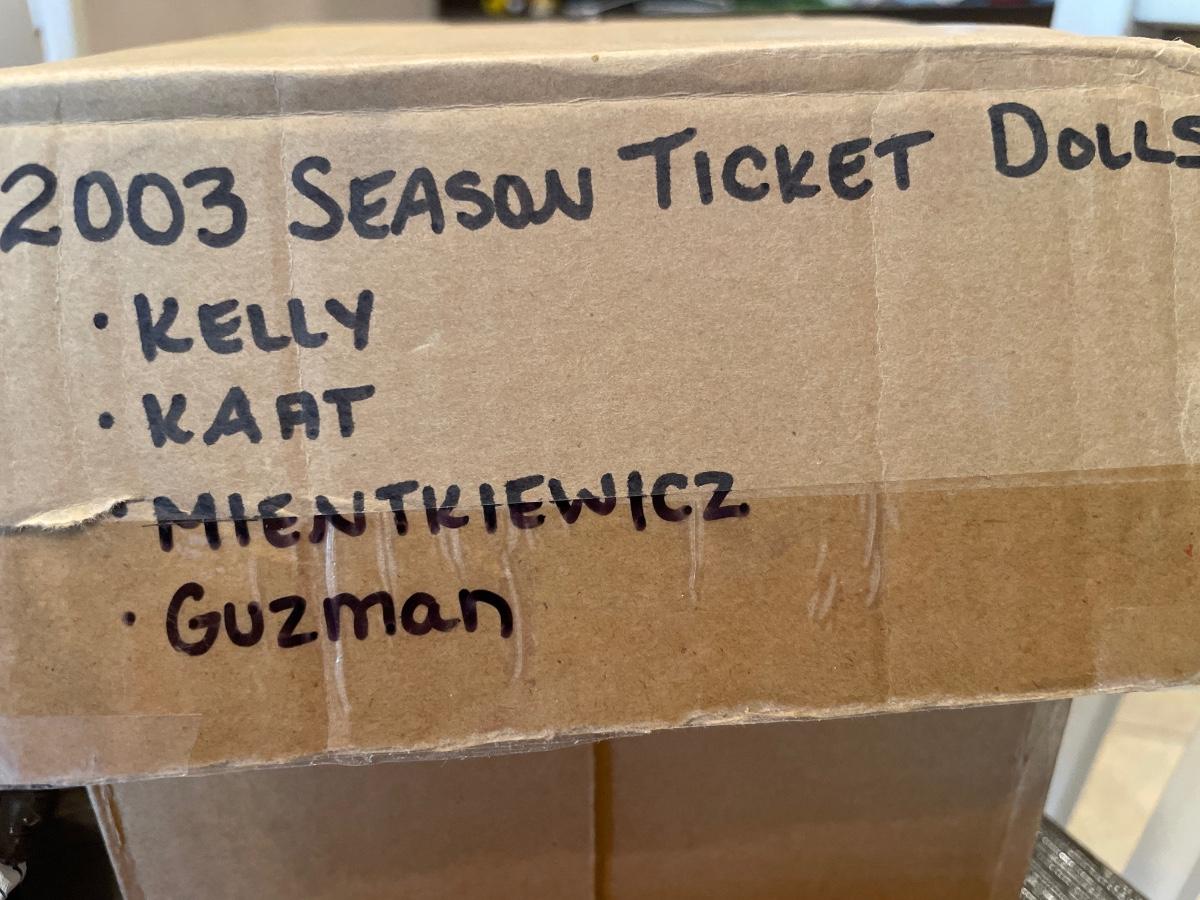 2003 SEASON TICKET DOLLS
• KELLY
• KAAT
• MIENTKIEWICZ
• Guzman